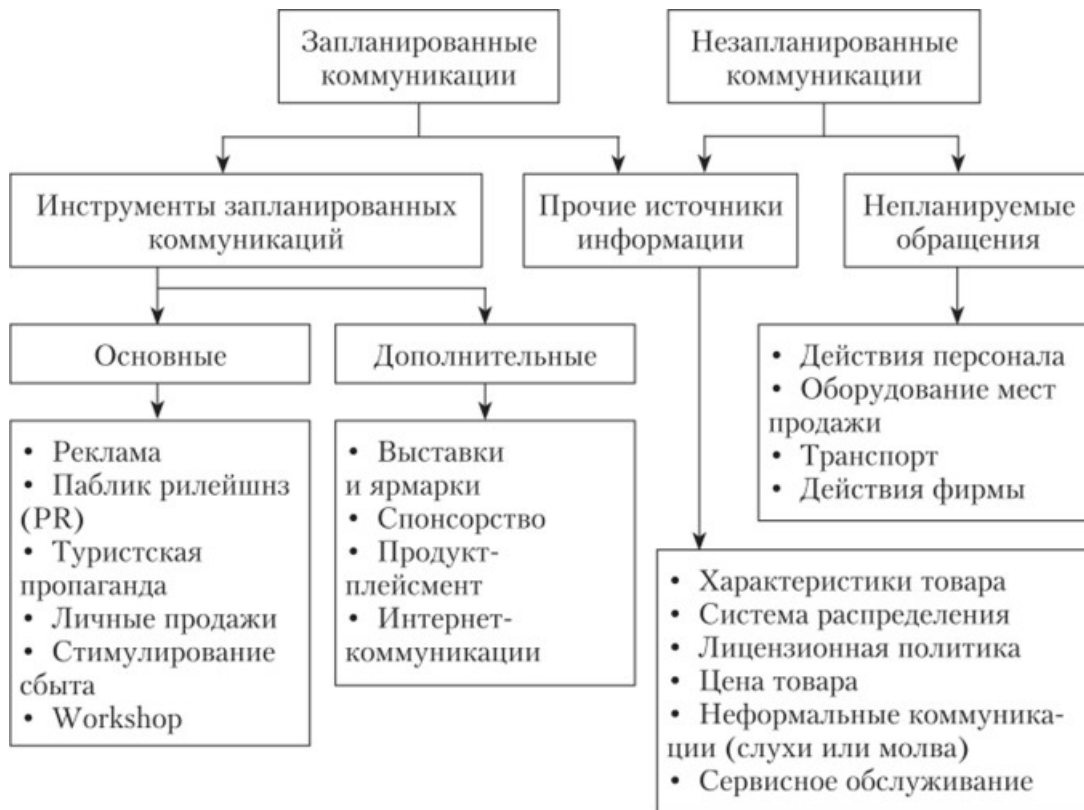 Запланированные
коммуникации
Незапланированные
коммуникации
Инструменты запланированных
коммуникаций
Прочие источники
информации
Непланируемые
обращения
Основные
Дополнительные
• Реклама
• Паблик рилейшнз
(PR)
• Туристская
пропаганда
• Личные продажи
• Стимулирование
сбыта
• Workshop
• Выставки
и ярмарки
• Спонсорство
• Продукт-
плейсмент
• Интернет-
коммуникации
• Действия персонала
• Оборудование мест
продажи
• Транспорт
• Действия фирмы
• Характеристики товара
• Система распределения
• Лицензионная политика
• Цена товара
• Неформальные коммуника-
ции (слухи или молва)
• Сервисное обслуживание